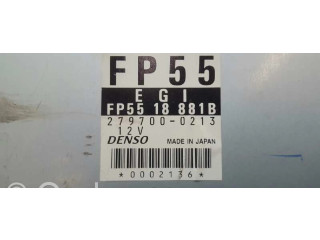 FP55
EGI
FP55 18 881B
279700-0213
12V
DENSO MADE IN JAPAN
*0002136*